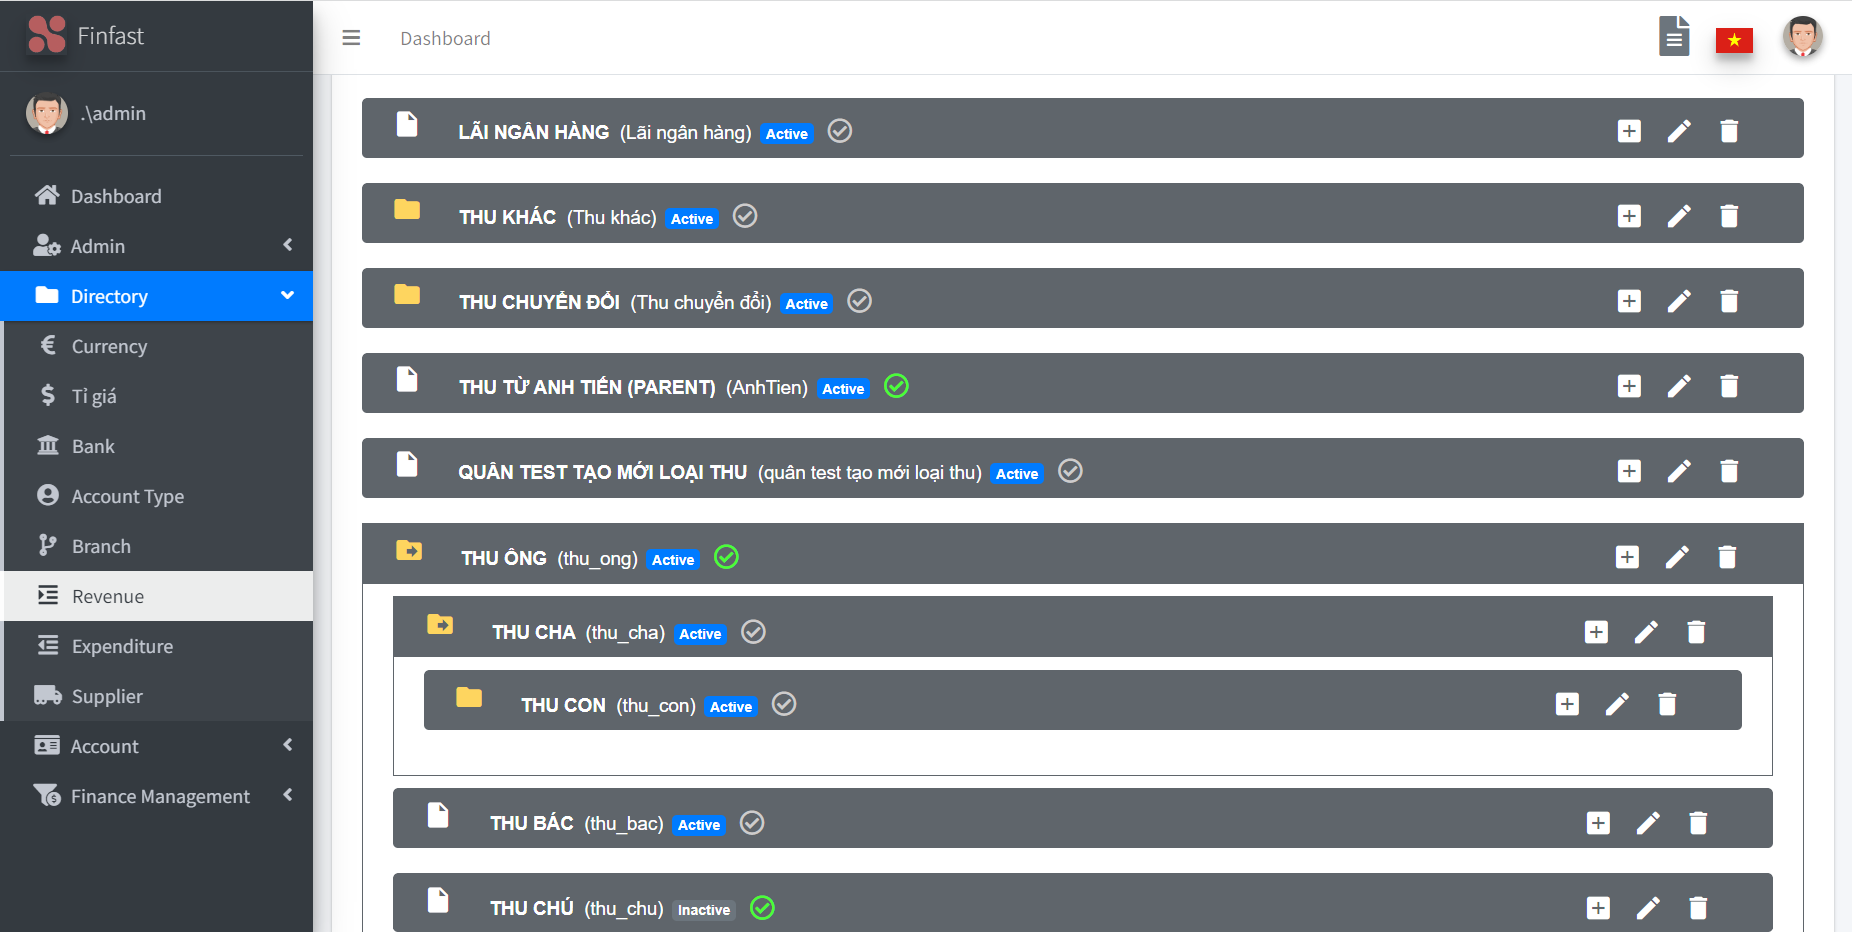 Finfast
.\admin
Dashboard
Admin
Directory
Currency
Tỉ giá
Bank
Account Type
Branch
Revenue
Expenditure
Supplier
Account
Finance Management
Dashboard
LÃI NGÂN HÀNG (Lãi ngân hàng) Active
THU KHÁC (Thu khác) Active
THU CHUYỂN ĐỔI (Thu chuyển đổi) Active
THU TỪ ANH TIẾN (PARENT) (AnhTien) Active
QUÂN TEST TẠO MỚI LOẠI THU (quân test tạo mới loại thu) Active
THU ÔNG (thu_ong) Active
THU CHA (thu_cha) Active
THU CON (thu_con) Active
THU BÁC (thu_bac) Active
THU CHÚ (thu_chu) Inactive